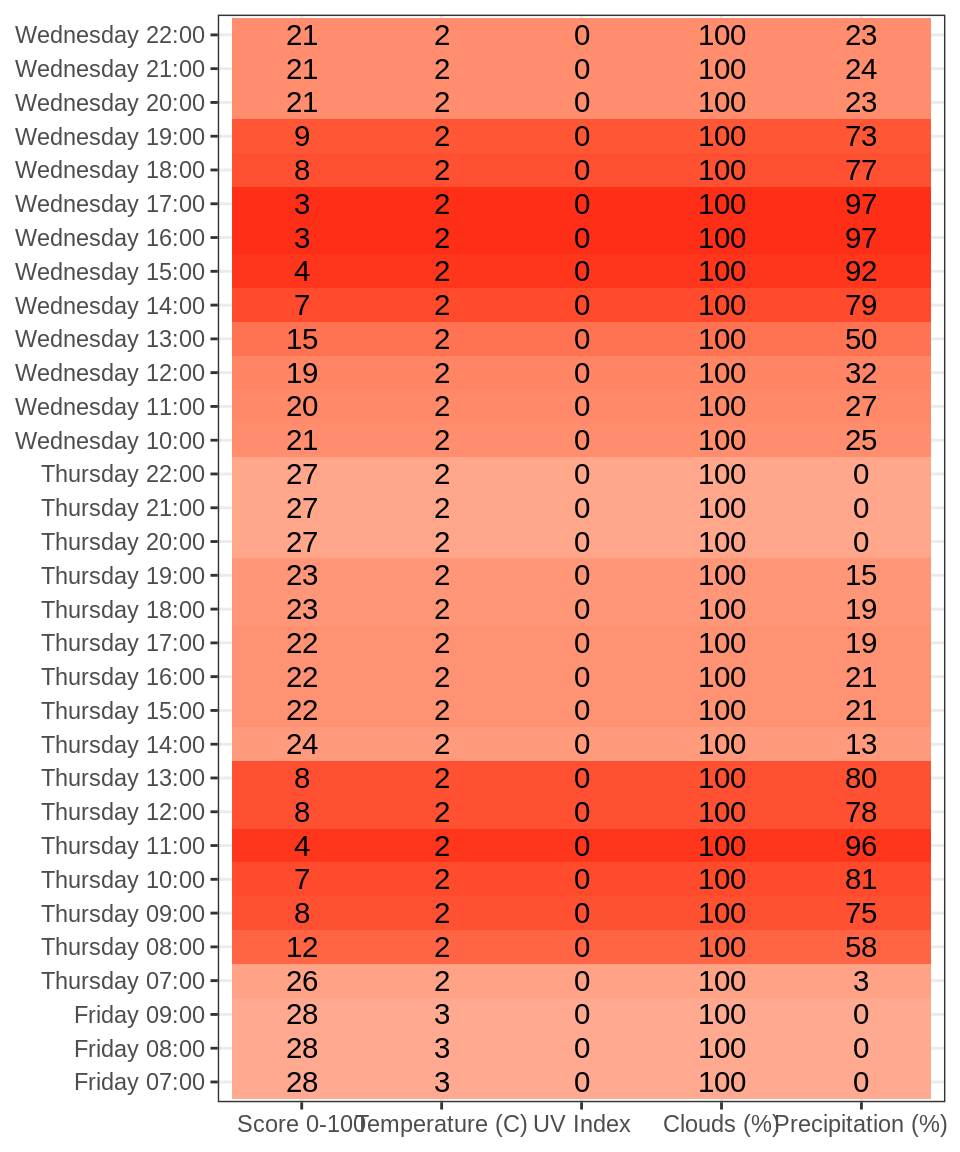 Wednesday 22:00 21 2 0 100 23
Wednesday 21:00 21 2 0 100 24
Wednesday 20:00 21 2 0 100 23
Wednesday 19:00 9 2 0 100 73
Wednesday 18:00 8 2 0 100 77
Wednesday 17:00 3 2 0 100 97
Wednesday 16:00 3 2 0 100 97
Wednesday 15:00 4 2 0 100 92
Wednesday 14:00 7 2 0 100 79
Wednesday 13:00 15 2 0 100 50
Wednesday 12:00 19 2 0 100 32
Wednesday 11:00 20 2 0 100 27
Wednesday 10:00 21 2 0 100 25
Thursday 22:00 27 2 0 100 0
Thursday 21:00 27 2 0 100 0
Thursday 20:00 27 2 0 100 0
Thursday 19:00 23 2 0 100 15
Thursday 18:00 23 2 0 100 19
Thursday 17:00 22 2 0 100 19
Thursday 16:00 22 2 0 100 21
Thursday 15:00 22 2 0 100 21
Thursday 14:00 24 2 0 100 13
Thursday 13:00 8 2 0 100 80
Thursday 12:00 8 2 0 100 78
Thursday 11:00 4 2 0 100 96
Thursday 10:00 7 2 0 100 81
Thursday 09:00 8 2 0 100 75
Thursday 08:00 12 2 0 100 58
Thursday 07:00 26 2 0 100 3
Friday 09:00 28 3 0 100 0
Friday 08:00 28 3 0 100 0
Friday 07:00 28 3 0 100 0
Score 0-100 Temperature (C) UV Index Clouds (%) Precipitation (%)